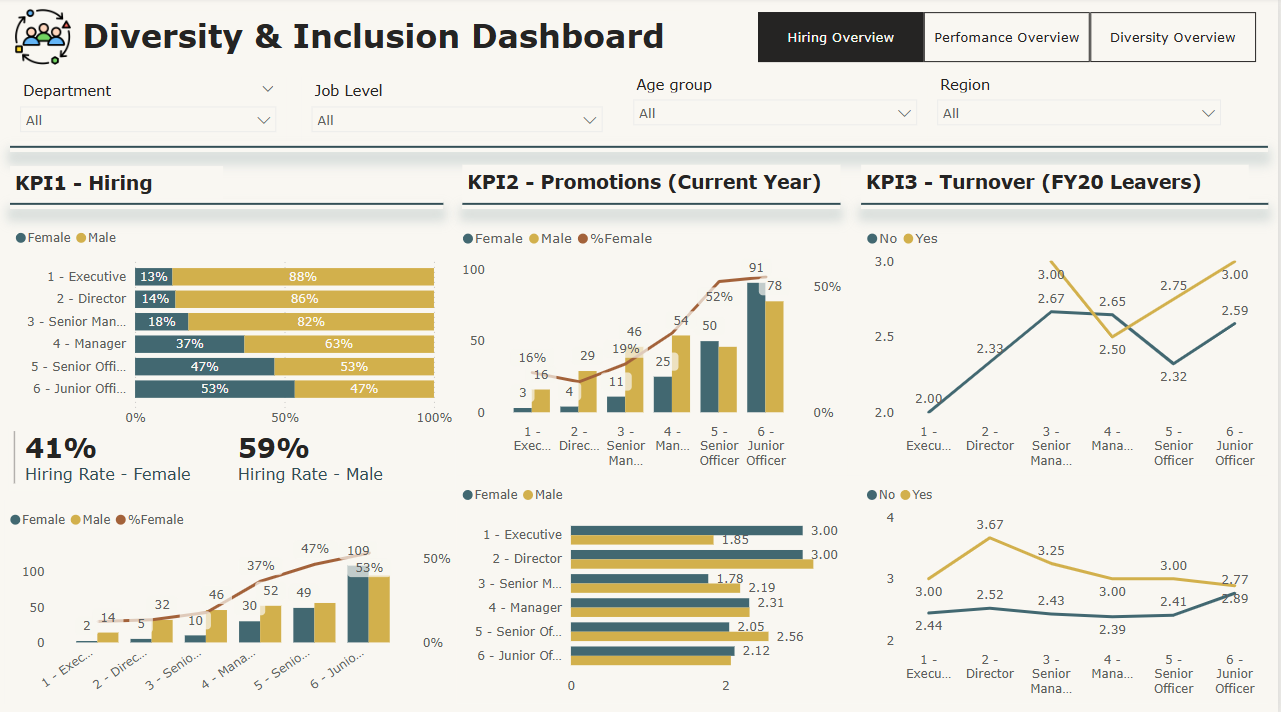 Diversity & Inclusion Dashboard
Hiring Overview
Perfomance Overview
Diversity Overview
Department
All
Job Level
All
Age group
All
Region
All
KPI1 - Hiring
Female Male
1 - Executive 13% 88%
2 - Director 14% 86%
3 - Senior Man... 18% 82%
4 - Manager 37% 63%
5 - Senior Offi... 47% 53%
6 - Junior Offi... 53% 47%
0% 50% 100%
41%
Hiring Rate - Female
59%
Hiring Rate - Male
Female Male %Female
100
50
0
50%
0%
2 14 5 32 10 46 30 52 49 109
37% 47% 53%
1 - Exec...
2 - Direc...
3 - Senio...
4 - Mana...
5 - Senio...
6 - Junio...
KPI2 - Promotions (Current Year)
Female Male %Female
100
50
0
50%
0%
3 16 4 29 11 46 25 54 50 91 78
16% 19% 52%
1 -
Exec...
2 -
Direc...
3 -
Senior
Man...
4 -
Man...
5 -
Senior
Officer
6 -
Junior
Officer
Female Male
1 - Executive 3.00 1.85
2 - Director 3.00
3 - Senior M... 1.78 2.19
4 - Manager 2.31
5 - Senior Of... 2.05 2.56
6 - Junior Of... 2.12
0 2
KPI3 - Turnover (FY20 Leavers)
No Yes
3.0
2.5
2.0
2.00 2.33 2.67 2.65 2.32 2.59
3.00 2.50 2.75 3.00
1 -
Execu...
2 -
Director
3 -
Senior
Mana...
4 -
Mana...
5 -
Senior
Officer
6 -
Junior
Officer
No Yes
4
3
2
3.00 3.67 3.25 3.00 3.00 2.77
2.44 2.52 2.43 2.39 2.41 2.89
1 -
Execu...
2 -
Director
3 -
Senior
Mana...
4 -
Mana...
5 -
Senior
Officer
6 -
Junior
Officer